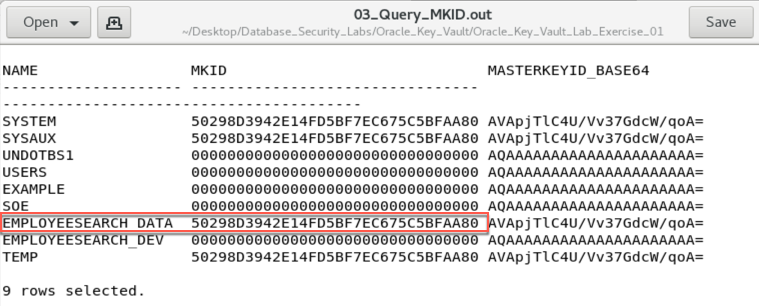 Open
03_Query_MKID.out
~/Desktop/Database_Security_Labs/Oracle_Key_Vault/Oracle_Key_Vault_Lab_Exercise_01
Save
NAME MKID MASTERKEYID_BASE64
-------------------- --------------------------------
----------------------------------------
SYSTEM 50298D3942E14FD5BF7EC675C5BFAA80 AVApjTlC4U/Vv37GdcW/qoA=
SYSAUX 50298D3942E14FD5BF7EC675C5BFAA80 AVApjTlC4U/Vv37GdcW/qoA=
UNDOTBS1 00000000000000000000000000000000 AQAAAAAAAAAAAAAAAAAAAAA=
USERS 00000000000000000000000000000000 AQAAAAAAAAAAAAAAAAAAAAA=
EXAMPLE 00000000000000000000000000000000 AQAAAAAAAAAAAAAAAAAAAAA=
SOE 00000000000000000000000000000000 AQAAAAAAAAAAAAAAAAAAAAA=
EMPLOYEESEARCH_DATA 50298D3942E14FD5BF7EC675C5BFAA80 AVApjTlC4U/Vv37GdcW/qoA=
EMPLOYEESEARCH_DEV 00000000000000000000000000000000 AQAAAAAAAAAAAAAAAAAAAAA=
TEMP 50298D3942E14FD5BF7EC675C5BFAA80 AVApjTlC4U/Vv37GdcW/qoA=
9 rows selected.